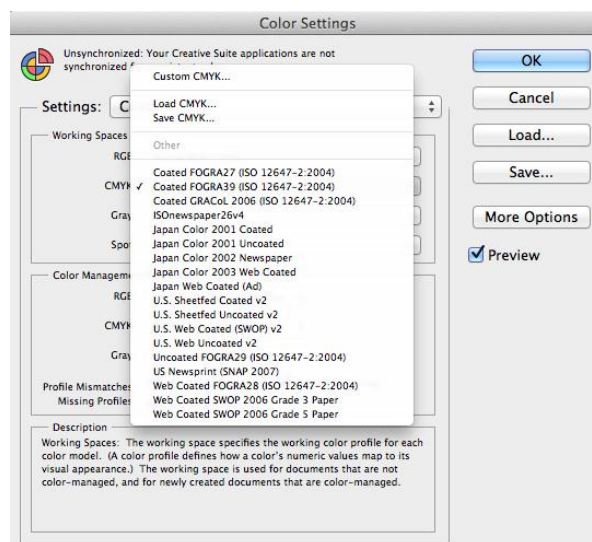 Color Settings
Unsynchronized: Your Creative Suite applications are not
synchronized
OK
Cancel
Load...
Save...
More Options
Preview
Settings: C
Working Spaces
RGB
CMYK
Gray
Spot
Custom CMYK...
Load CMYK...
Save CMYK...
Other
Coated FOGRA27 (ISO 12647-2:2004)
✓ Coated FOGRA39 (ISO 12647-2:2004)
Coated GRACoL 2006 (ISO 12647-2:2004)
ISOnewspaper26v4
Japan Color 2001 Coated
Japan Color 2001 Uncoated
Japan Color 2002 Newspaper
Japan Color 2003 Web Coated
Japan Web Coated (Ad)
U.S. Sheetfed Coated v2
U.S. Sheetfed Uncoated v2
U.S. Web Coated (SWOP) v2
U.S. Web Uncoated v2
Uncoated FOGRA29 (ISO 12647-2:2004)
US Newsprint (SNAP 2007)
Web Coated FOGRA28 (ISO 12647-2:2004)
Web Coated SWOP 2006 Grade 3 Paper
Web Coated SWOP 2006 Grade 5 Paper
Color Manageme
RGB
CMYK
Gray
Profile Mismatches
Missing Profiles
Description
Working Spaces: The working space specifies the working color profile for each
color model. (A color profile defines how a color's numeric values map to its
visual appearance.) The working space is used for documents that are not
color-managed, and for newly created documents that are color-managed.